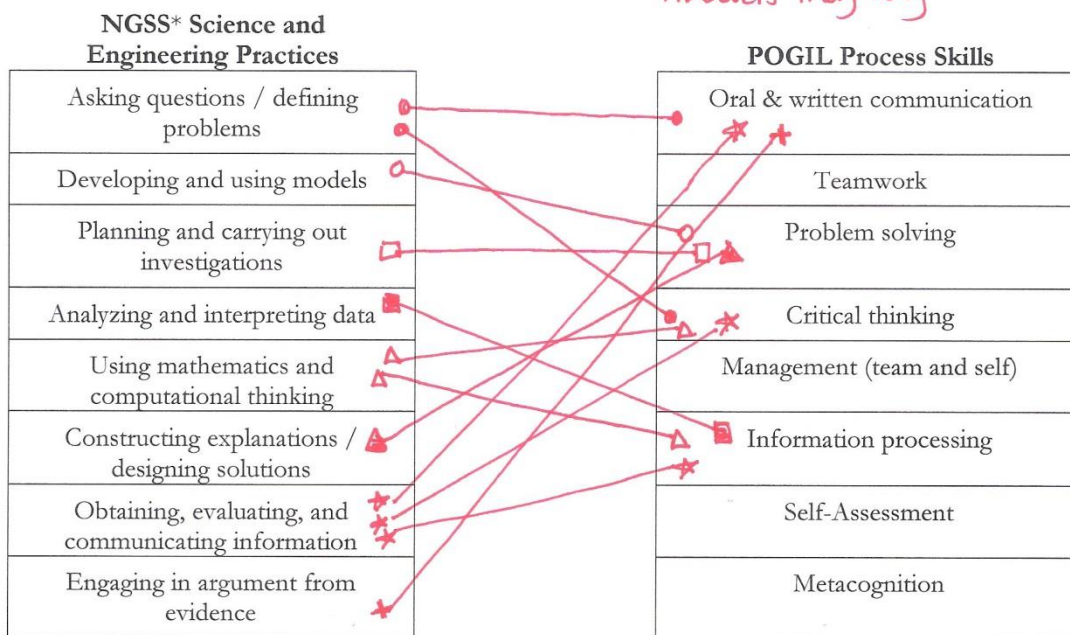 NGSS* Science and
Engineering Practices
POGIL Process Skills
Asking questions / defining
problems
Oral & written communication
Developing and using models
Teamwork
Planning and carrying out
investigations
Problem solving
Analyzing and interpreting data
Critical thinking
Using mathematics and
computational thinking
Management (team and self)
Constructing explanations /
designing solutions
Information processing
Obtaining, evaluating, and
communicating information
Self-Assessment
Engaging in argument from
evidence
Metacognition